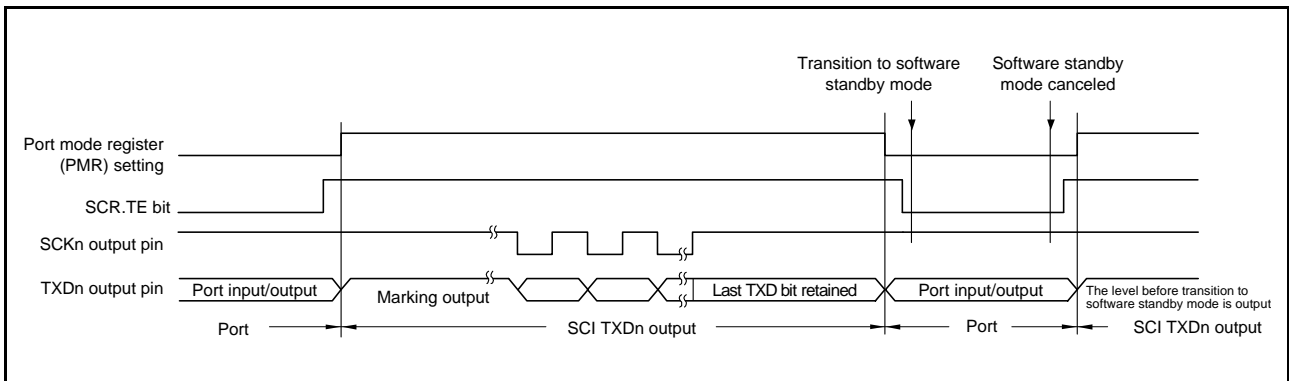 Transition to software
standby mode
Software standby
mode canceled
Port mode register
(PMR) setting
SCR.TE bit
SCKn output pin
TXDn output pin
Port input/output
Marking output
Last TXD bit retained
Port input/output
The level before transition to
software standby mode is output
Port
SCI TXDn output
Port
SCI TXDn output